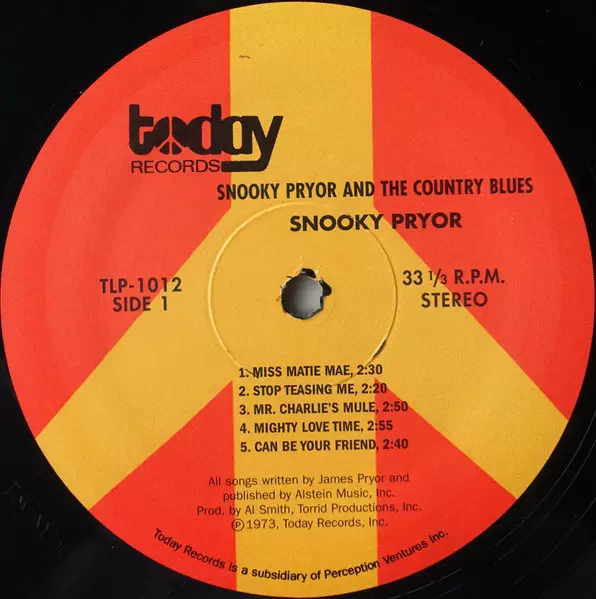 today
RECORDS
SNOOKY PRYOR AND THE COUNTRY BLUES
SNOOKY PRYOR
TLP-1012
SIDE 1
33 1/3 R.P.M.
STEREO
1. MISS MATIE MAE, 2:30
2. STOP TEASING ME, 2:20
3. MR. CHARLIE'S MULE, 2:50
4. MIGHTY LOVE TIME, 2:55
5. CAN BE YOUR FRIEND, 2:40
All songs written by James Pryor and
published by Alstein Music, Inc.
Prod. by Al Smith, Torrid Productions, Inc.
℗ 1973, Today Records, Inc.
Today Records is a subsidiary of Perception Ventures Inc.